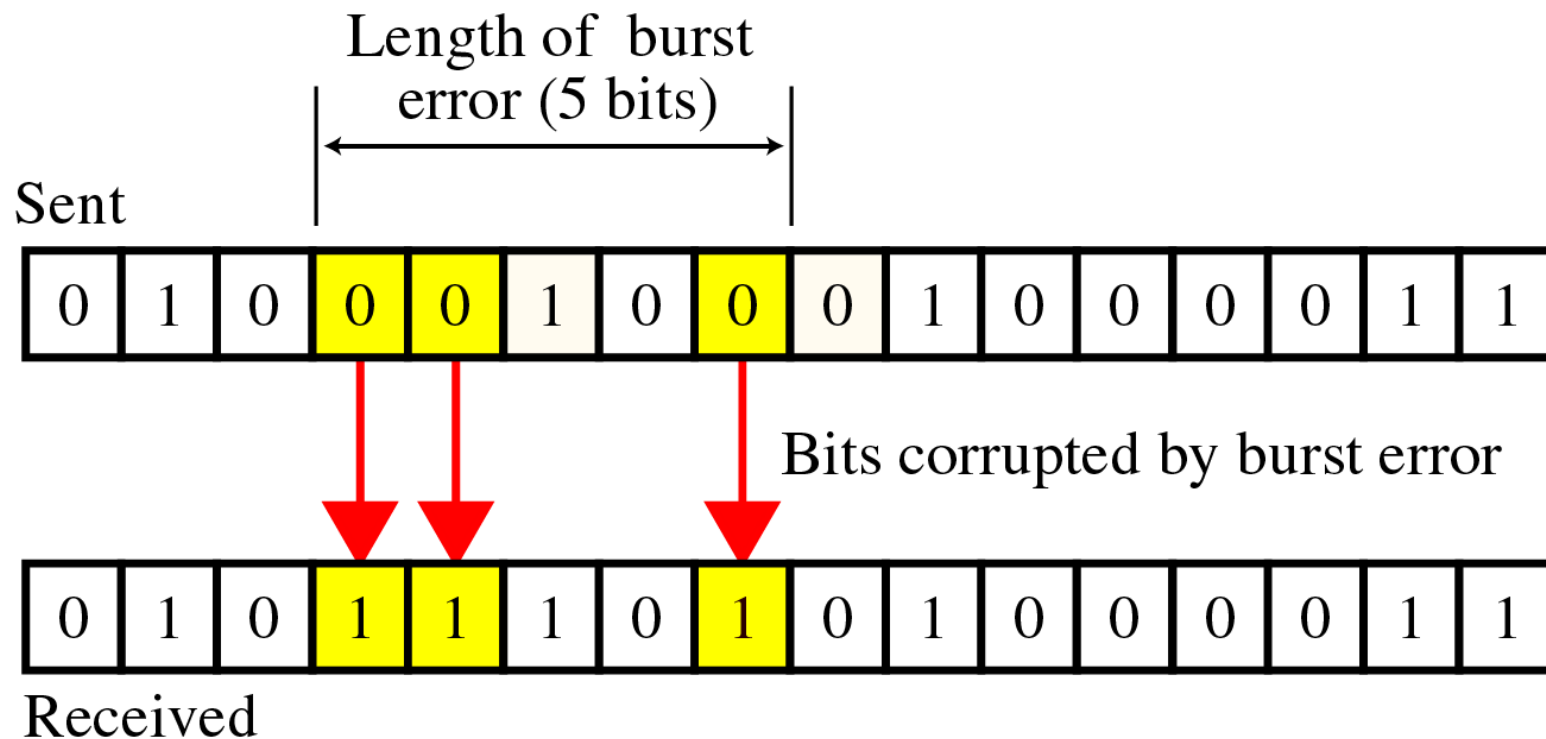 Length of burst
error (5 bits)
Sent
0 1 0 0 0 1 0 0 0 1 0 0 0 0 1 1
Bits corrupted by burst error
0 1 0 1 1 1 0 1 0 1 0 0 0 0 1 1
Received